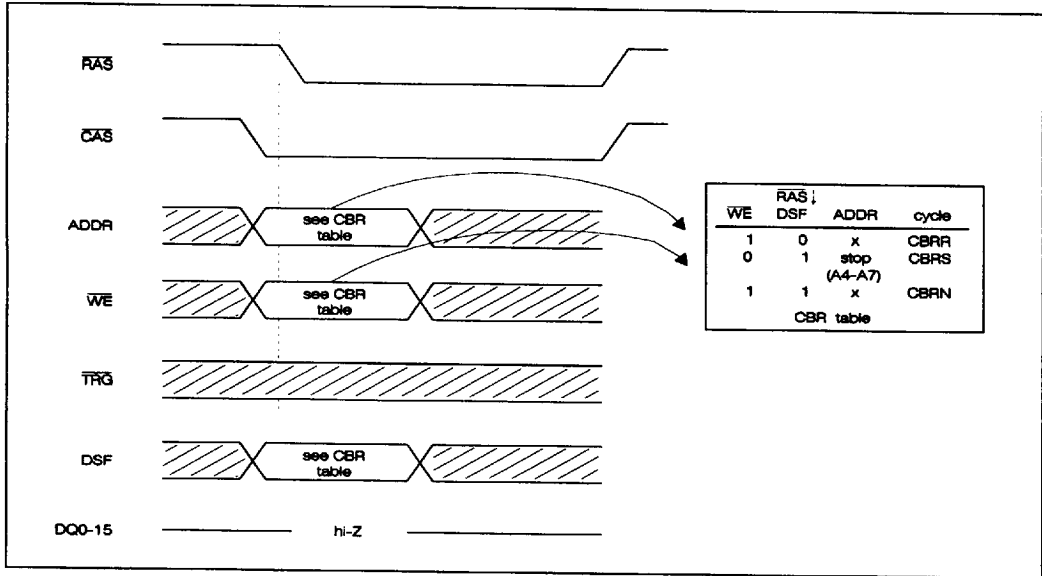 RAS
CAS
ADDR
see CBR
table
WE
see CBR
table
TRG
DSF
see CBR
table
DQ0-15
hi-Z
RAS↓
WE DSF ADDR cycle
1 0 x CBRR
0 1 stop CBRS
(A4-A7)
1 1 x CBRN
CBR table